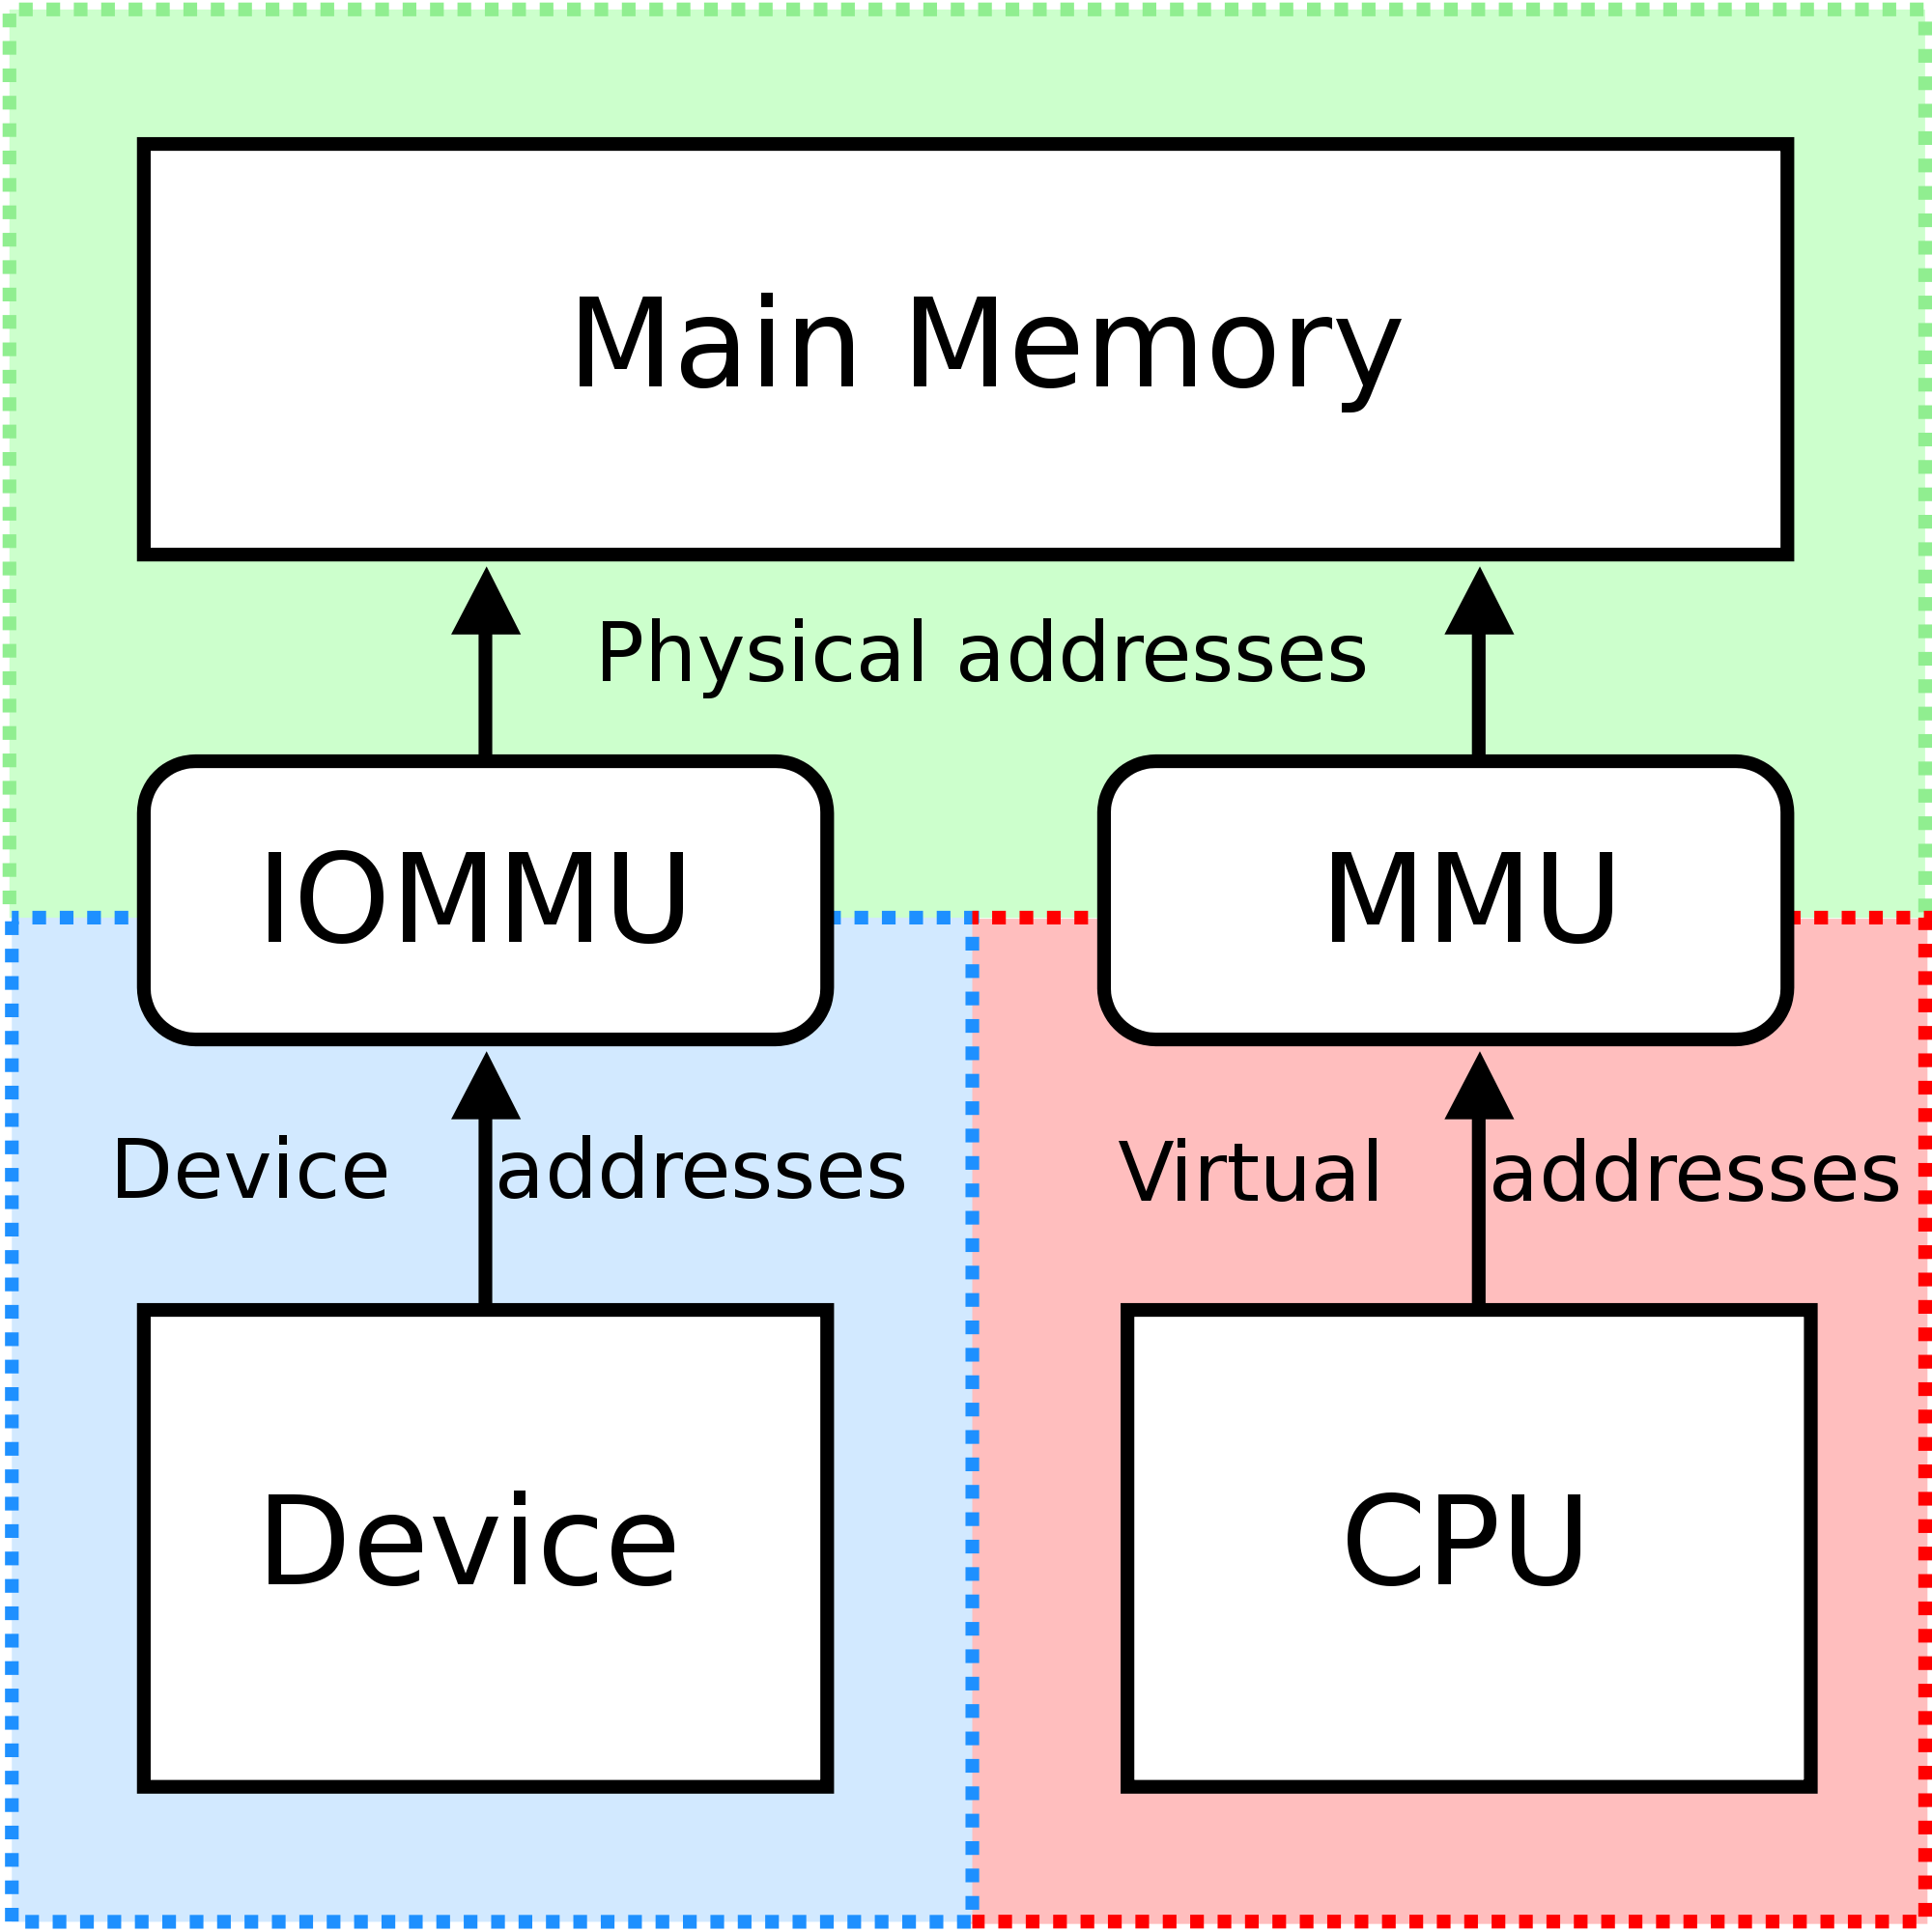 Main Memory
Physical addresses
IOMMU
MMU
Device addresses
Virtual addresses
Device
CPU